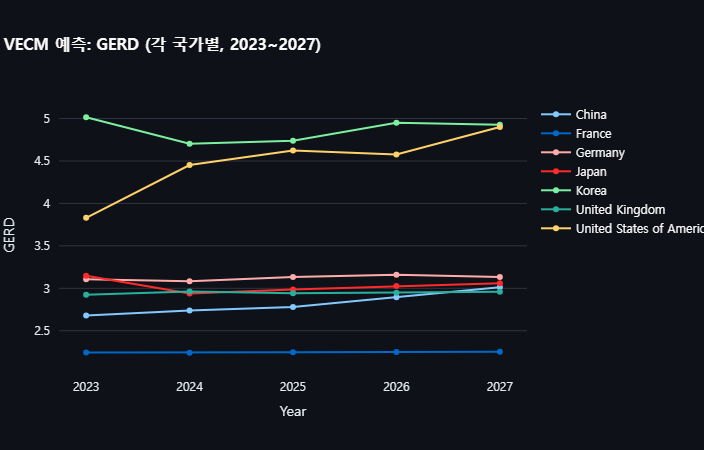 VECM 예측: GERD (각 국가별, 2023~2027)
China
France
Germany
Japan
Korea
United Kingdom
United States of Americ
5
4.5
4
3.5
3
2.5
GERD
2023 2024 2025 2026 2027
Year